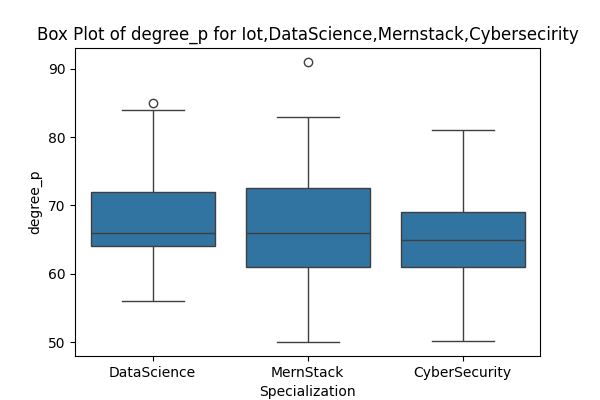 Box Plot of degree_p for Iot,DataScience,Mernstack,Cybersecirity
90
80
70
60
50
degree_p
DataScience
MernStack
CyberSecurity
Specialization